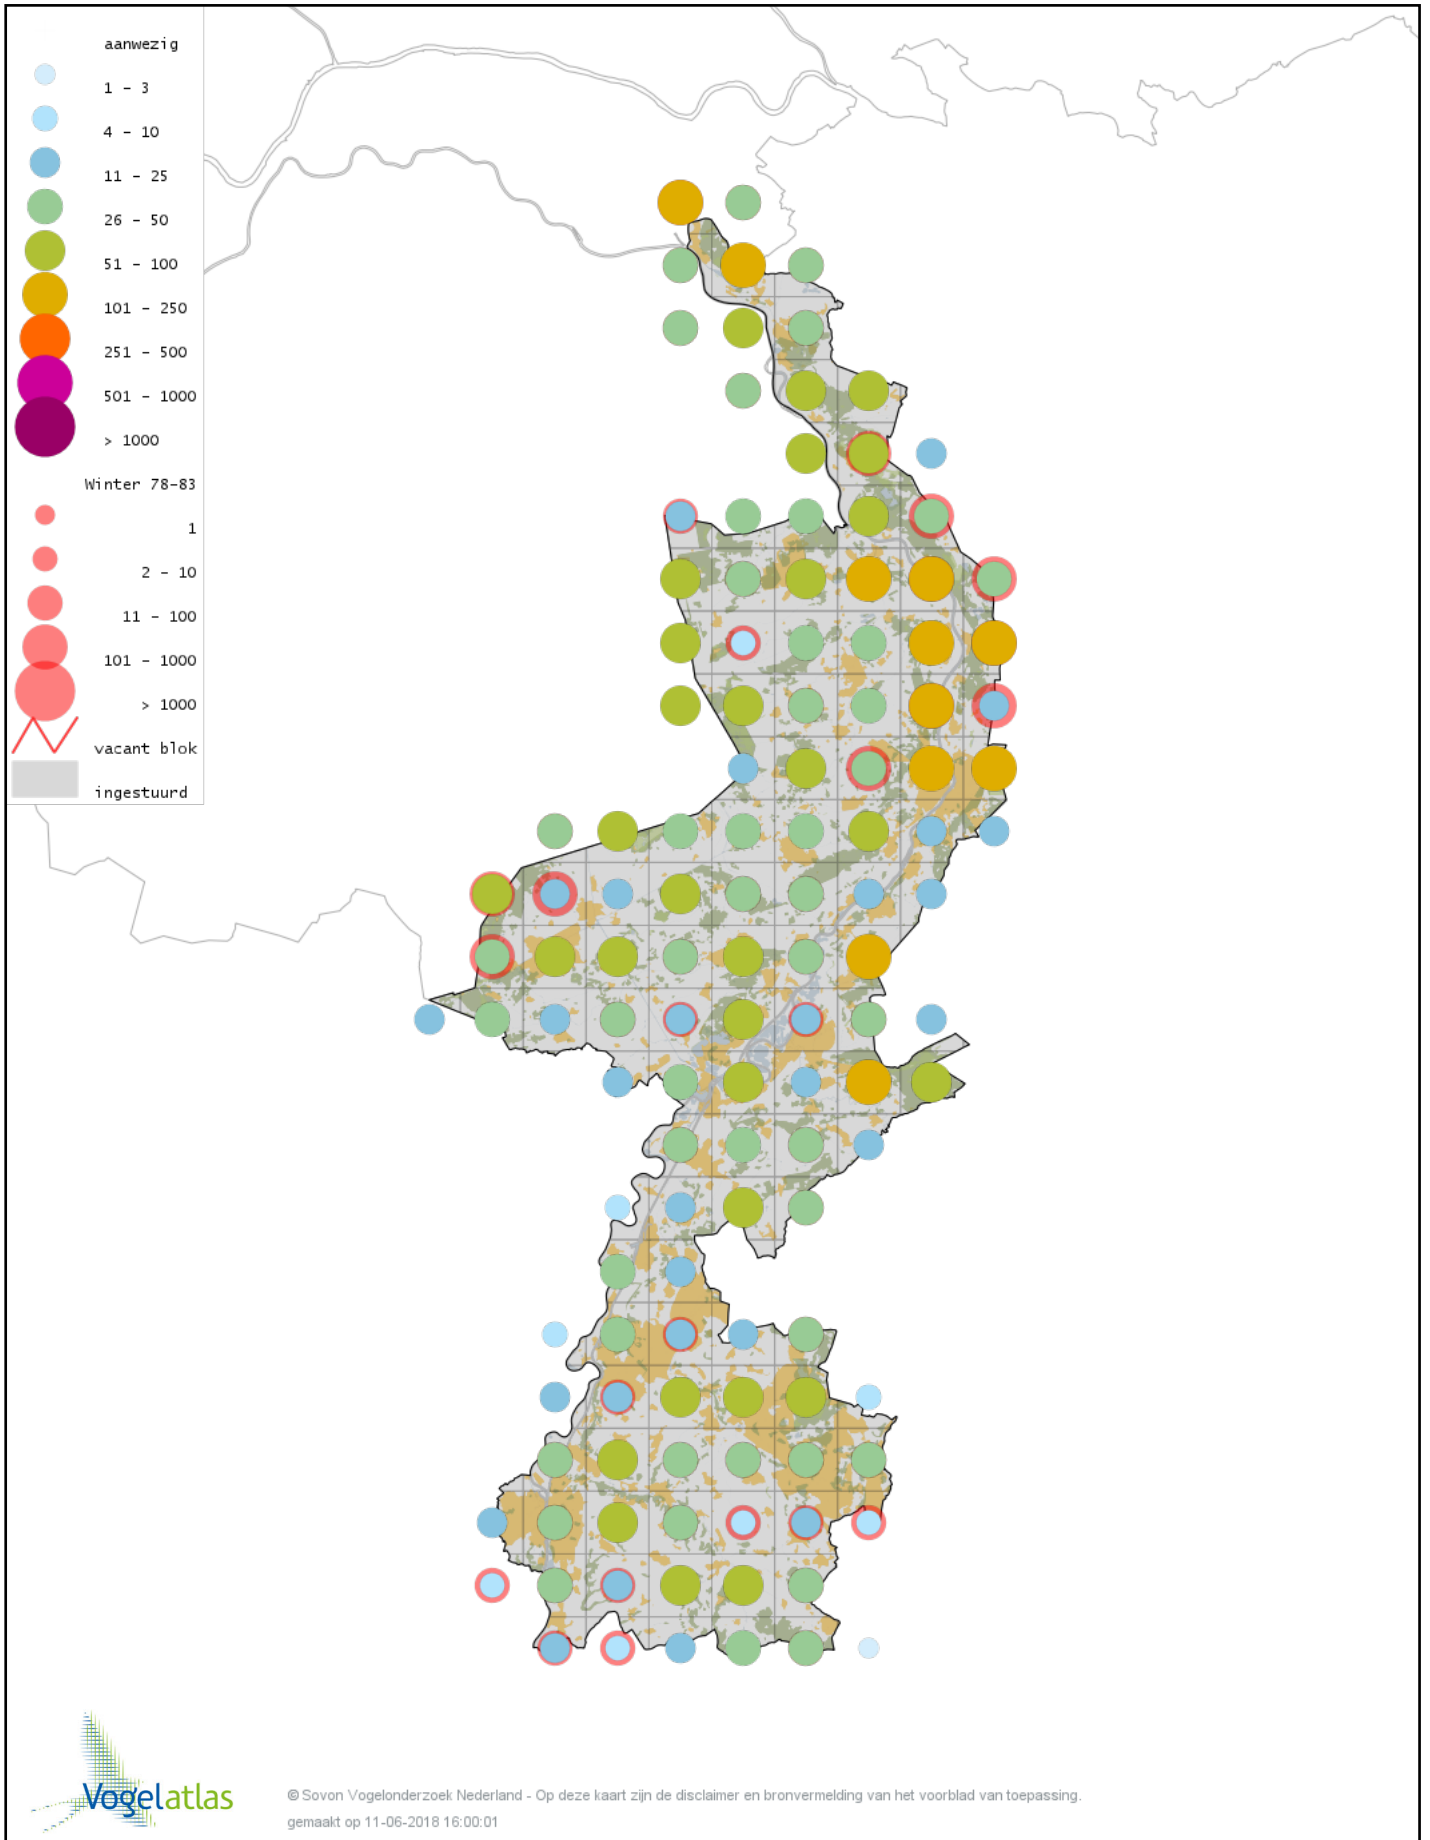 aanwezig
1 - 3
4 - 10
11 - 25
26 - 50
51 - 100
101 - 250
251 - 500
501 - 1000
> 1000
Winter 78-83
1
2 - 10
11 - 100
101 - 1000
> 1000
vacant blok
ingestuurd
Vogelatlas
© Sovon Vogelonderzoek Nederland - Op deze kaart zijn de disclaimer en bronvermelding van het voorblad van toepassing.
gemaakt op 11-06-2018 16:00:01